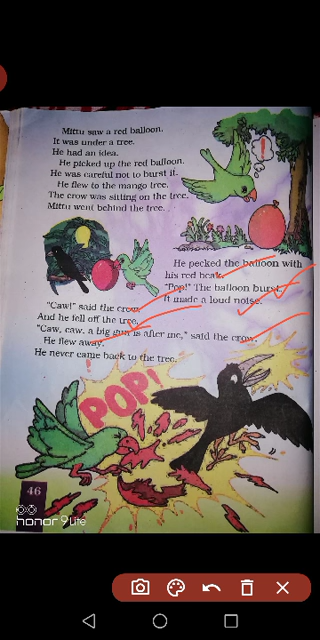 Mittu saw a red balloon.
It was under a tree.
He had an idea.
He picked up the red balloon.
He was careful not to burst it.
He flew to the mango tree.
The crow was sitting on the tree.
Mittu went behind the tree.
!
He pecked the balloon with
his red beak.
"Pop!" The balloon burst.
It made a loud noise.
"Caw!" said the crow.
And he fell off the tree.
"Caw, caw, a big gun is after me," said the crow.
He flew away.
He never came back to the tree.
POP!
46
honor 9 Lite